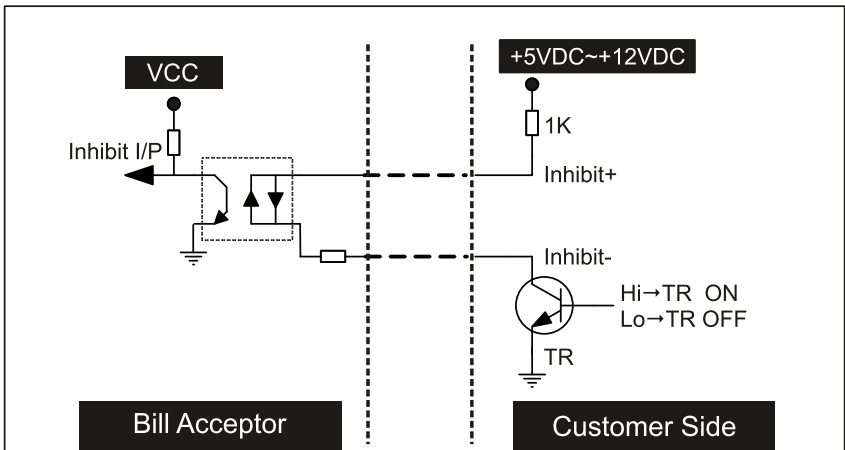 VCC
+5VDC~+12VDC
1K
Inhibit I/P
Inhibit+
Inhibit-
Hi→TR ON
Lo→TR OFF
TR
Bill Acceptor
Customer Side